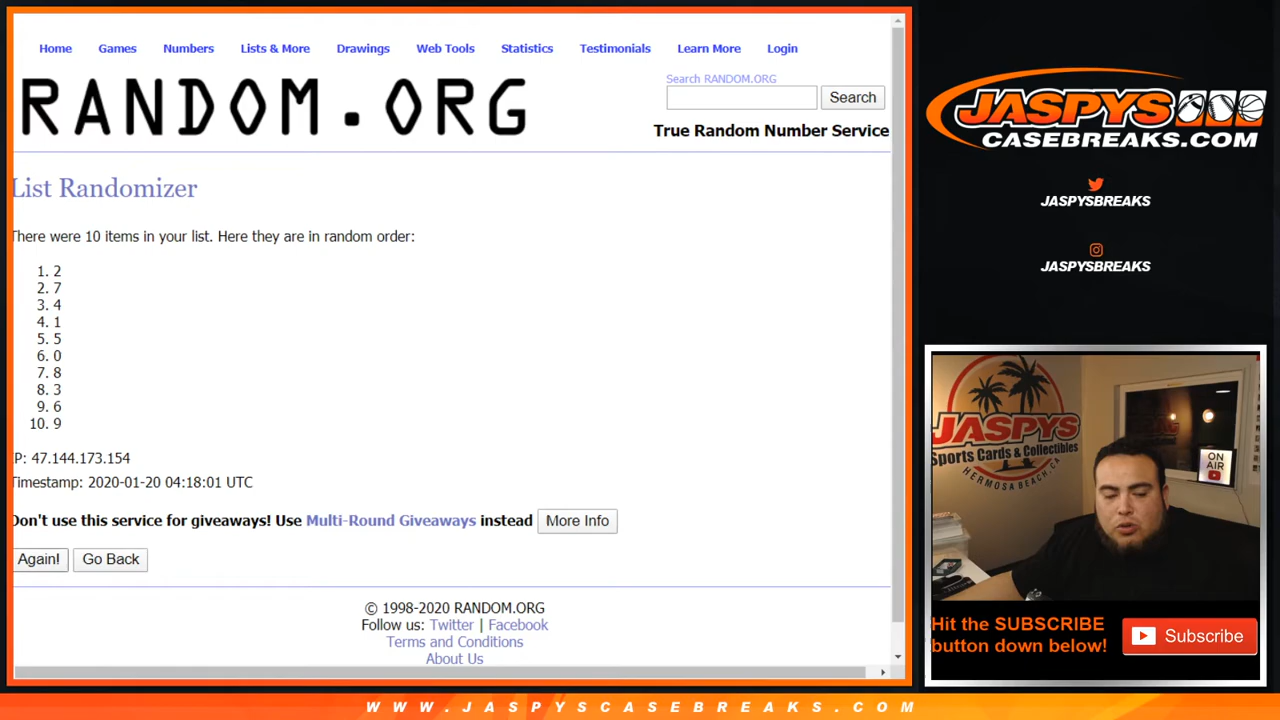 Home Games Numbers Lists & More Drawings Web Tools Statistics Testimonials Learn More Login
RANDOM.ORG
Search RANDOM.ORG
Search
True Random Number Service
List Randomizer
There were 10 items in your list. Here they are in random order:
1. 2
2. 7
3. 4
4. 1
5. 5
6. 0
7. 8
8. 3
9. 6
10. 9
IP: 47.144.173.154
Timestamp: 2020-01-20 04:18:01 UTC
Don't use this service for giveaways! Use Multi-Round Giveaways instead More Info
Again! Go Back
© 1998-2020 RANDOM.ORG
Follow us: Twitter | Facebook
Terms and Conditions
About Us
JASPYS
CASEBREAKS.COM
JASPYSBREAKS
JASPYSBREAKS
JASPYS
Sports Cards & Collectibles
HERMOSA BEACH, CA
ON
AIR
Hit the SUBSCRIBE
button down below!
Subscribe
WWW.JASPYSCASEBREAKS.COM